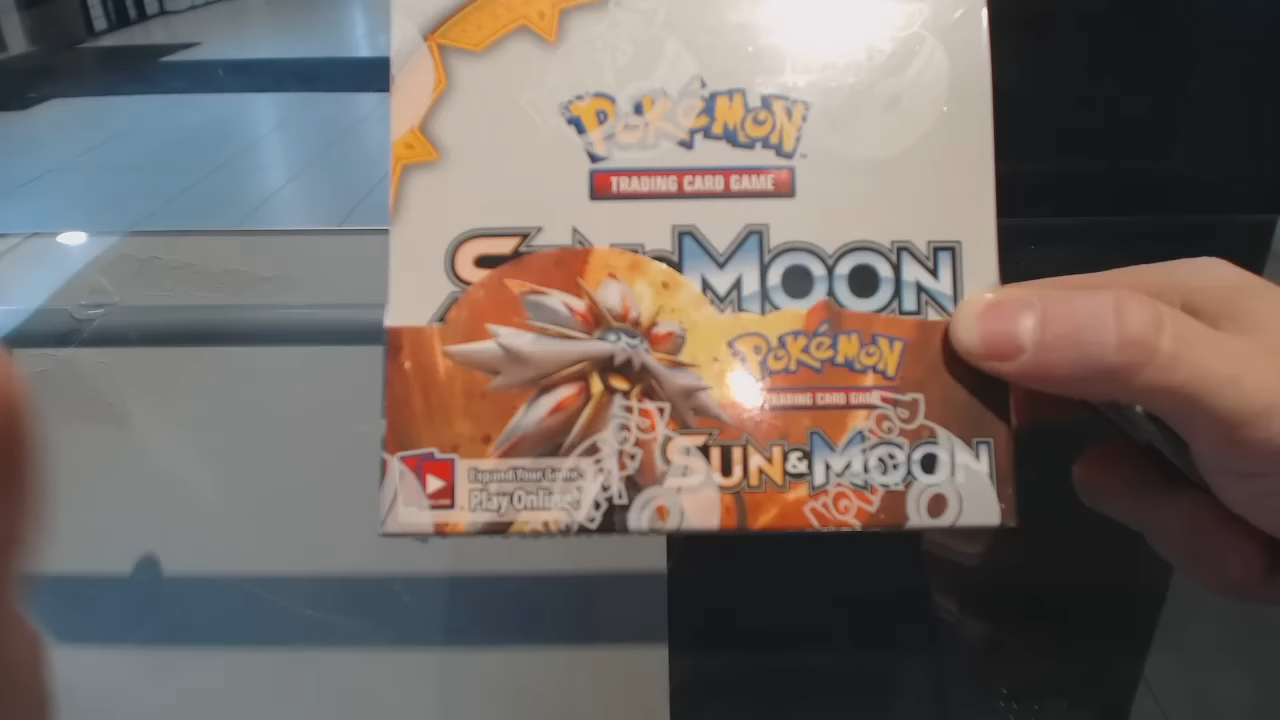 POKÉMON
TRADING CARD GAME
SUN & MOON
POKÉMON
TRADING CARD GAME
SUN & MOON
Expand Your Game.
Play Online!